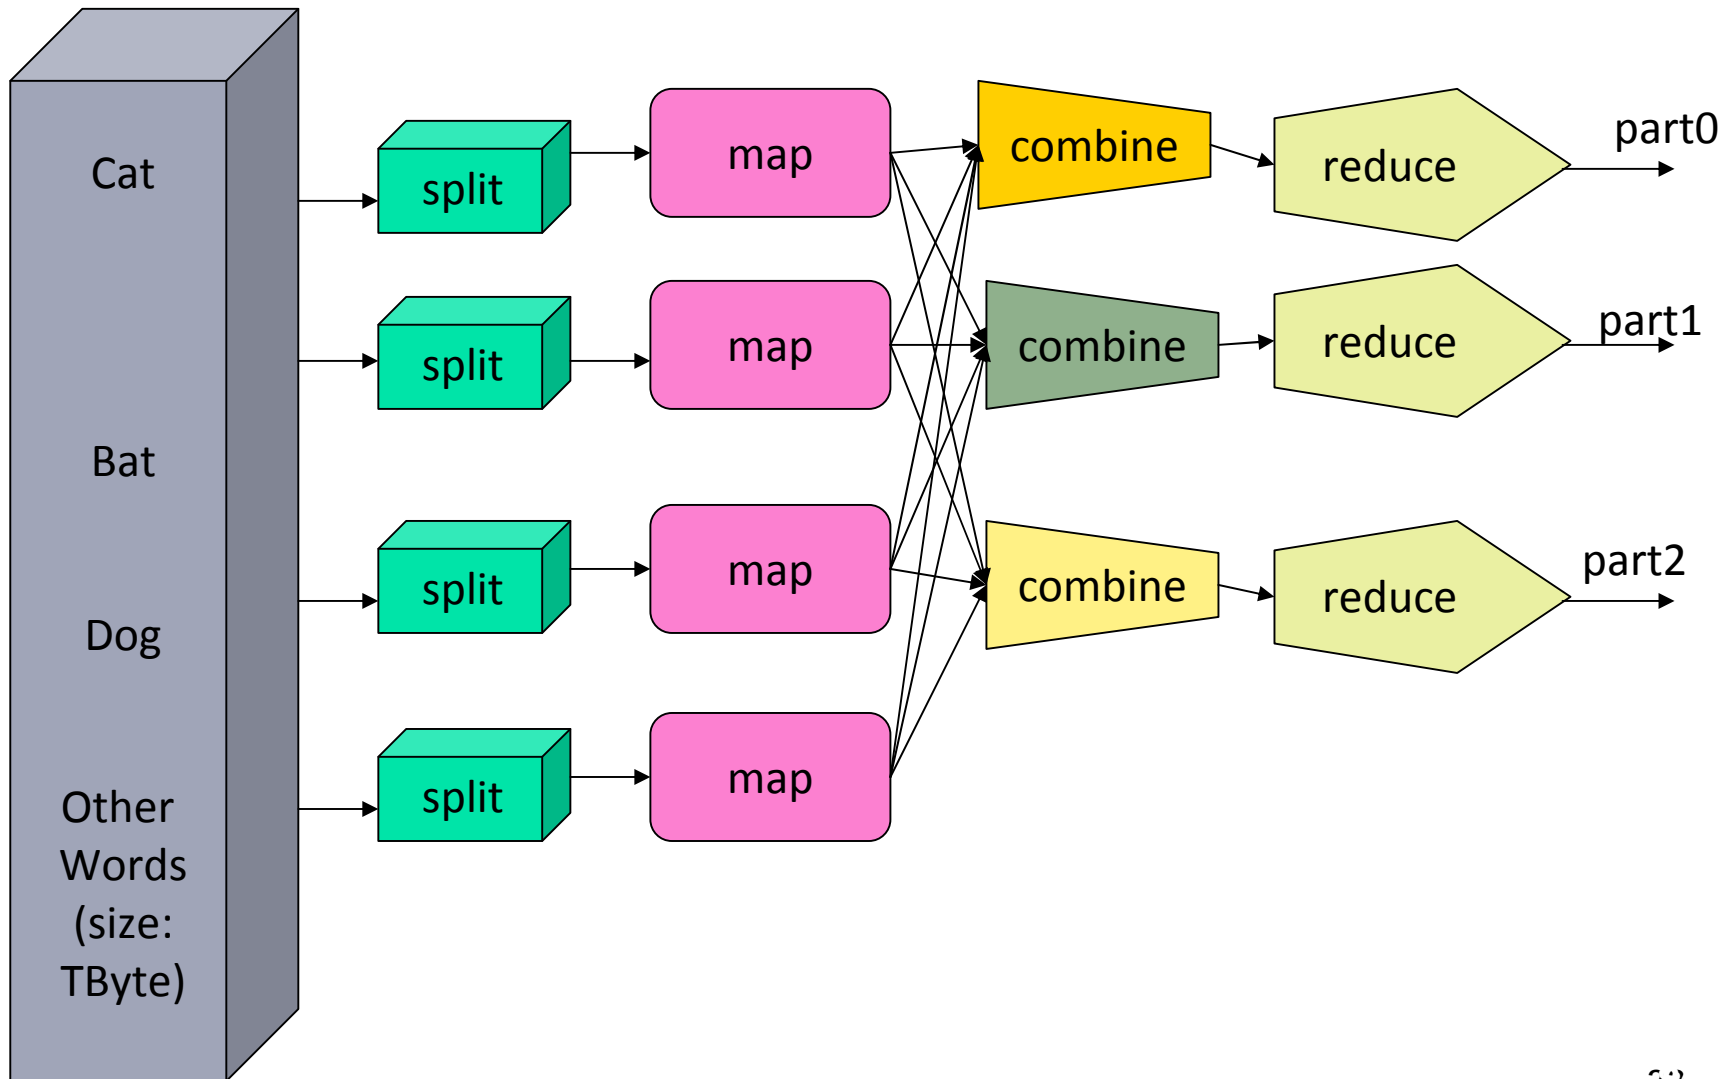 Cat
Bat
Dog
Other
Words
(size:
TByte)
split
split
split
split
map
map
map
map
combine
combine
combine
reduce
reduce
reduce
part0
part1
part2